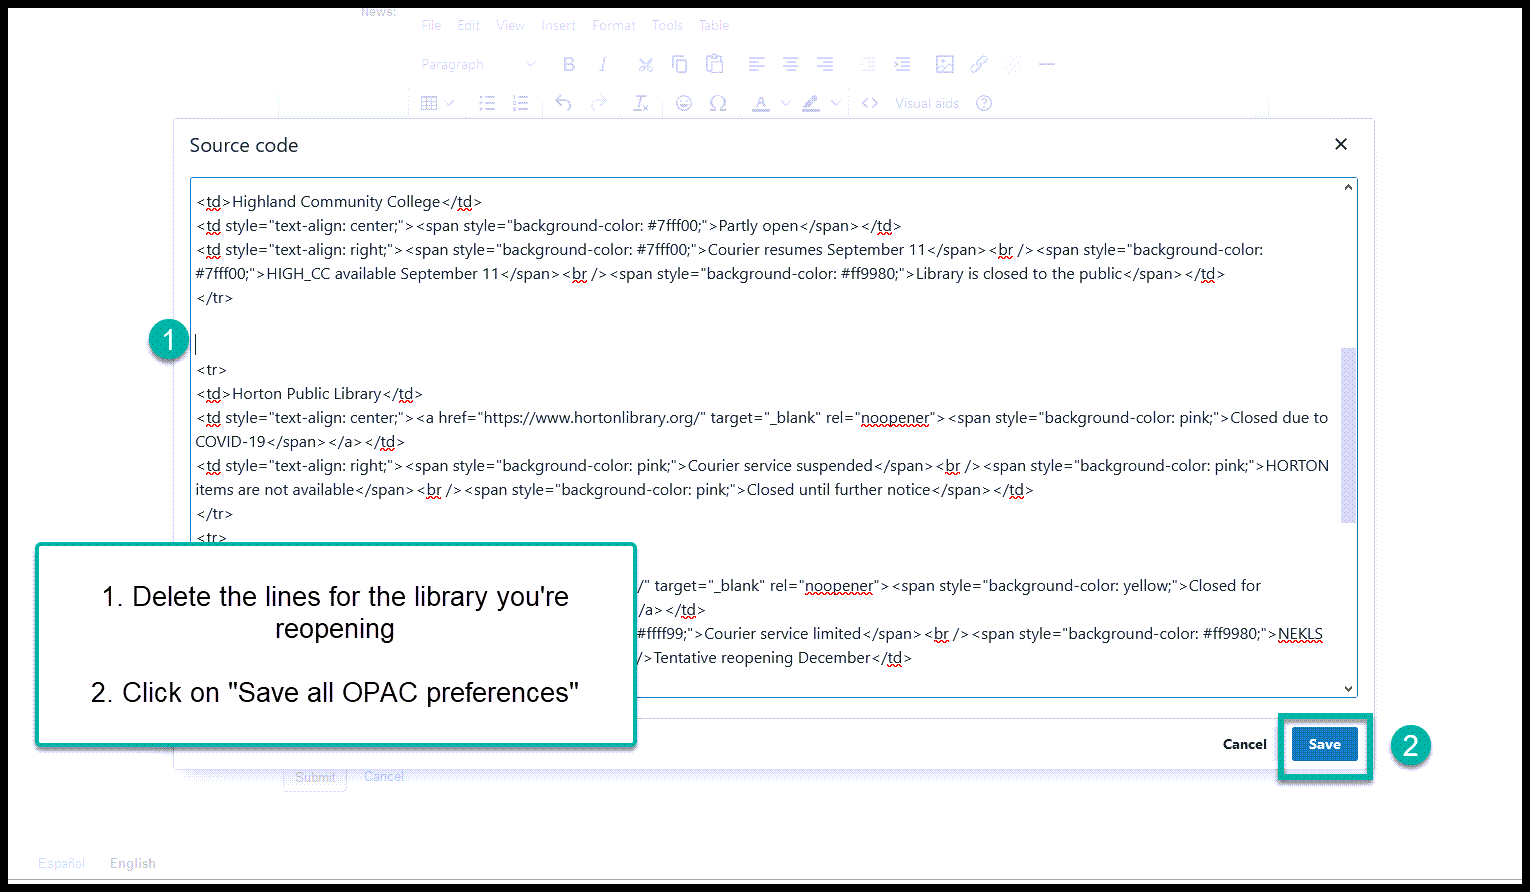 News:
File Edit View Insert Format Tools Table
Paragraph B I
A Visual aids
Source code
<td>Highland Community College</td>
<td style="text-align: center;"><span style="background-color: #7fff00;">Partly open</span></td>
<td style="text-align: right;"><span style="background-color: #7fff00;">Courier resumes September 11</span><br /><span style="background-color:
#7fff00;">HIGH_CC available September 11</span><br /><span style="background-color: #ff9980;">Library is closed to the public</span></td>
</tr>
1
<tr>
<td>Horton Public Library</td>
<td style="text-align: center;"><a href="https://www.hortonlibrary.org/" target="_blank" rel="noopener"><span style="background-color: pink;">Closed due to
COVID-19</span></a></td>
<td style="text-align: right;"><span style="background-color: pink;">Courier service suspended</span><br /><span style="background-color: pink;">HORTON
items are not available</span><br /><span style="background-color: pink;">Closed until further notice</span></td>
</tr>
<tr>
/" target="_blank" rel="noopener"><span style="background-color: yellow;">Closed for
/a></td>
#ffff99;">Courier service limited</span><br /><span style="background-color: #ff9980;">NEKLS
/>Tentative reopening December</td>
1. Delete the lines for the library you're
reopening
2. Click on "Save all OPAC preferences"
Cancel Save 2
Submit Cancel
Español English